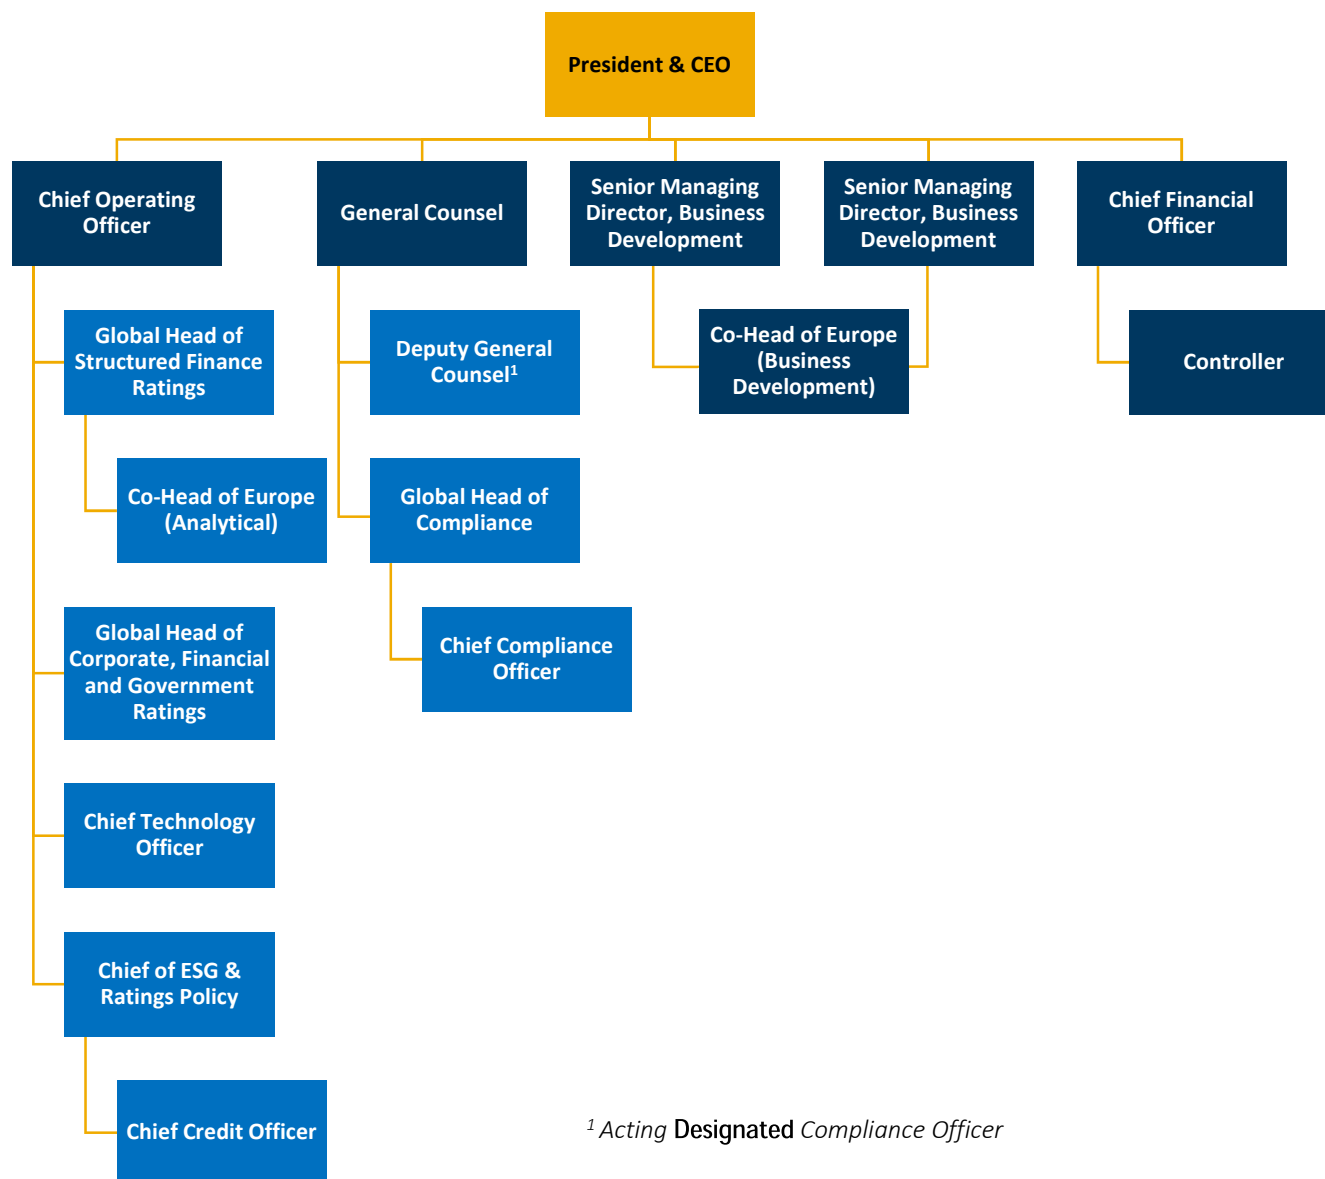 President & CEO
Chief Operating
Officer
General Counsel
Senior Managing
Director, Business
Development
Senior Managing
Director, Business
Development
Chief Financial
Officer
Global Head of
Structured Finance
Ratings
Deputy General
Counsel¹
Co-Head of Europe
(Business
Development)
Controller
Co-Head of Europe
(Analytical)
Global Head of
Compliance
Global Head of
Corporate, Financial
and Government
Ratings
Chief Compliance
Officer
Chief Technology
Officer
Chief of ESG &
Ratings Policy
Chief Credit Officer
¹ Acting Designated Compliance Officer